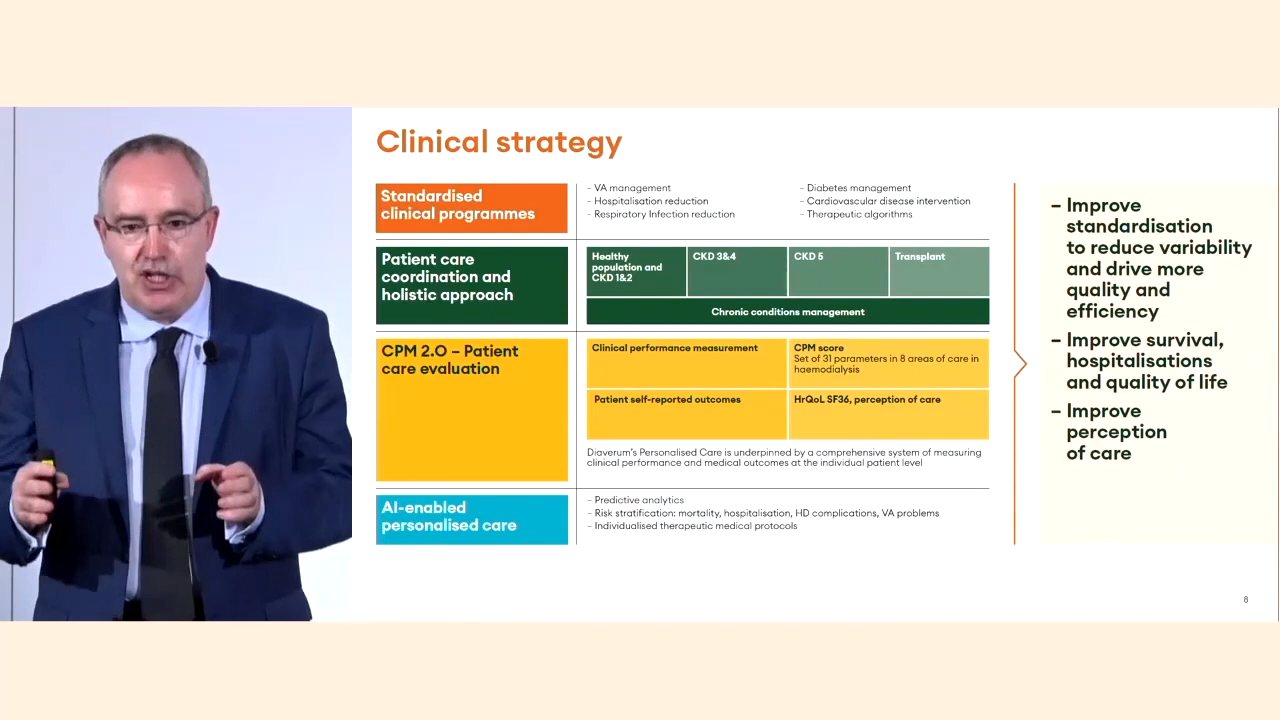 Clinical strategy
Standardised
clinical programmes
– VA management
– Hospitalisation reduction
– Respiratory Infection reduction
– Diabetes management
– Cardiovascular disease intervention
– Therapeutic algorithms
Patient care
coordination and
holistic approach
Healthy
population and
CKD 1&2
CKD 3&4
CKD 5
Transplant
Chronic conditions management
CPM 2.0 – Patient
care evaluation
Clinical performance measurement
CPM score
Set of 31 parameters in 8 areas of care in
haemodialysis
Patient self-reported outcomes
HrQoL SF36, perception of care
Diaverum's Personalised Care is underpinned by a comprehensive system of measuring
clinical performance and medical outcomes at the individual patient level
AI-enabled
personalised care
– Predictive analytics
– Risk stratification: mortality, hospitalisation, HD complications, VA problems
– Individualised therapeutic medical protocols
– Improve
standardisation
to reduce variability
and drive more
quality and
efficiency
– Improve survival,
hospitalisations
and quality of life
– Improve
perception
of care
8